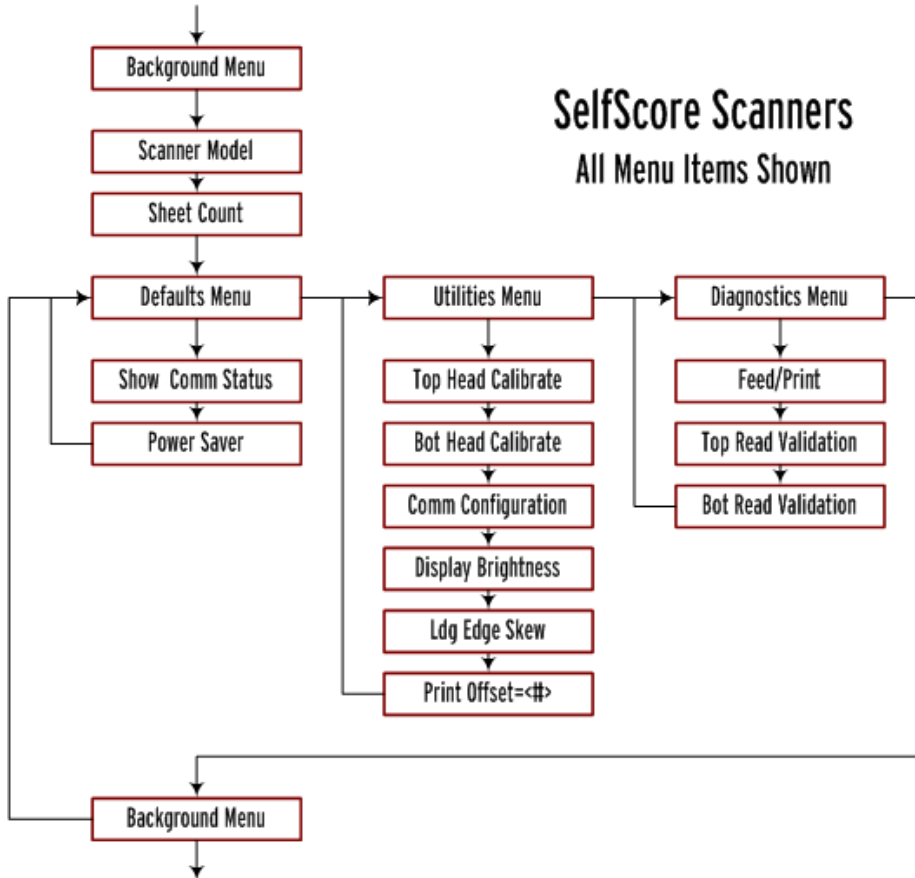 Background Menu
SelfScore Scanners
All Menu Items Shown
Scanner Model
Sheet Count
Defaults Menu
Show Comm Status
Power Saver
Utilities Menu
Top Head Calibrate
Bot Head Calibrate
Comm Configuration
Display Brightness
Ldg Edge Skew
Print Offset=<#>
Diagnostics Menu
Feed/Print
Top Read Validation
Bot Read Validation
Background Menu